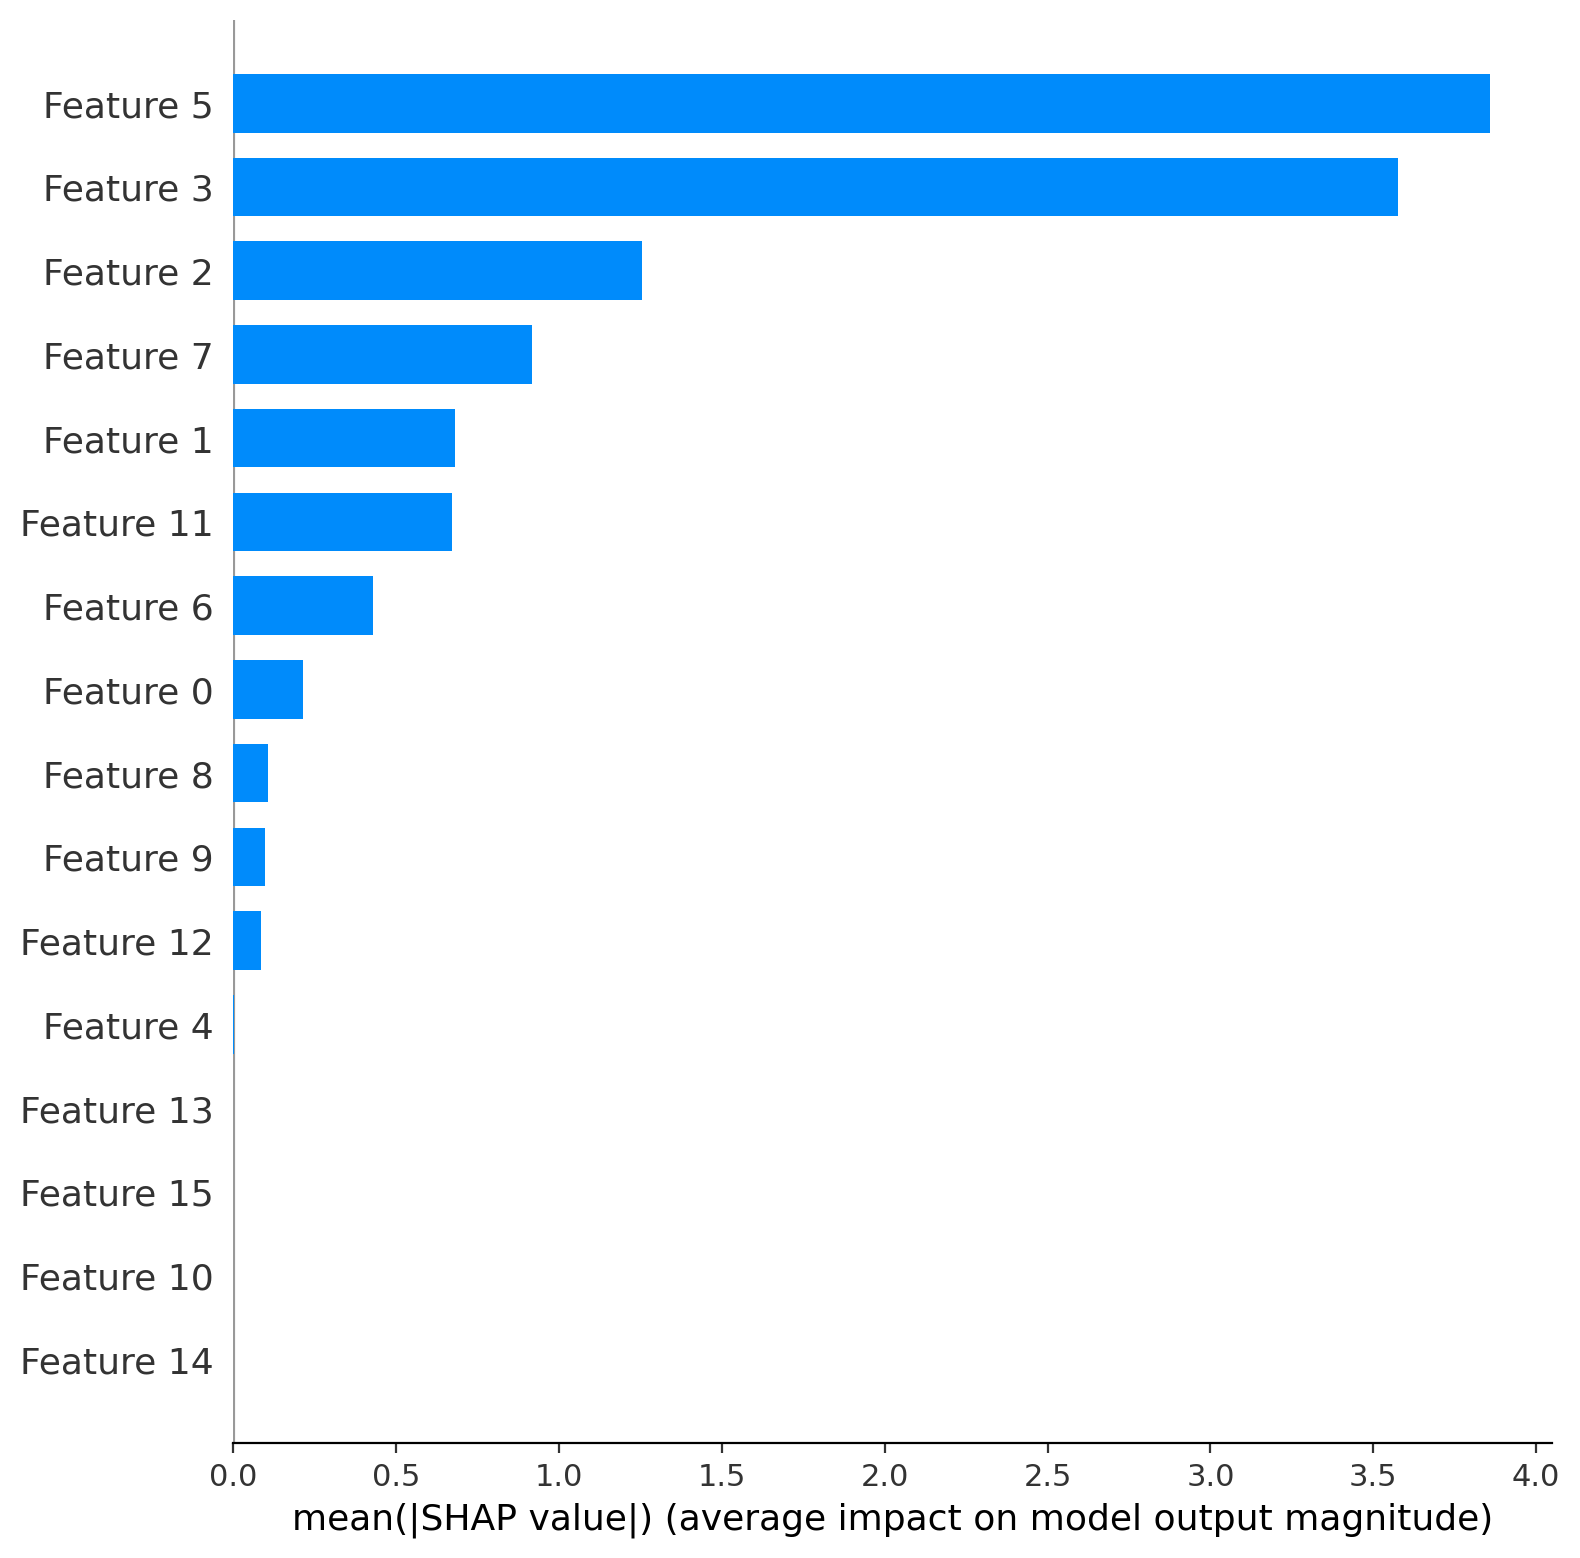 Feature 5
Feature 3
Feature 2
Feature 7
Feature 1
Feature 11
Feature 6
Feature 0
Feature 8
Feature 9
Feature 12
Feature 4
Feature 13
Feature 15
Feature 10
Feature 14
0.0 0.5 1.0 1.5 2.0 2.5 3.0 3.5 4.0
mean(|SHAP value|) (average impact on model output magnitude)